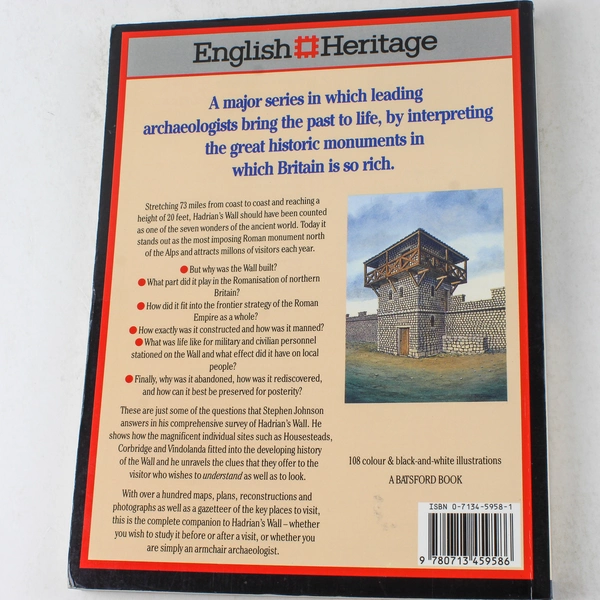 English Heritage
A major series in which leading
archaeologists bring the past to life, by interpreting
the great historic monuments in
which Britain is so rich.
Stretching 73 miles from coast to coast and reaching a
height of 20 feet, Hadrian's Wall should have been counted
as one of the seven wonders of the ancient world. Today it
stands out as the most imposing Roman monument north
of the Alps and attracts millons of visitors each year.
● But why was the Wall built?
● What part did it play in the Romanisation of northern
Britain?
● How did it fit into the frontier strategy of the Roman
Empire as a whole?
● How exactly was it constructed and how was it manned?
● What was life like for military and civilian personnel
stationed on the Wall and what effect did it have on local
people?
● Finally, why was it abandoned, how was it rediscovered,
and how can it best be preserved for posterity?
These are just some of the questions that Stephen Johnson
answers in his comprehensive survey of Hadrian's Wall. He
shows how the magnificent individual sites such as Housesteads,
Corbridge and Vindolanda fitted into the developing history
of the Wall and he unravels the clues that they offer to the
visitor who wishes to understand as well as to look.
With over a hundred maps, plans, reconstructions and
photographs as well as a gazetteer of the key places to visit,
this is the complete companion to Hadrian's Wall – whether
you wish to study it before or after a visit, or whether you
are simply an armchair archaeologist.
108 colour & black-and-white illustrations
A BATSFORD BOOK
ISBN 0-7134-5958-1
9 780713 459586